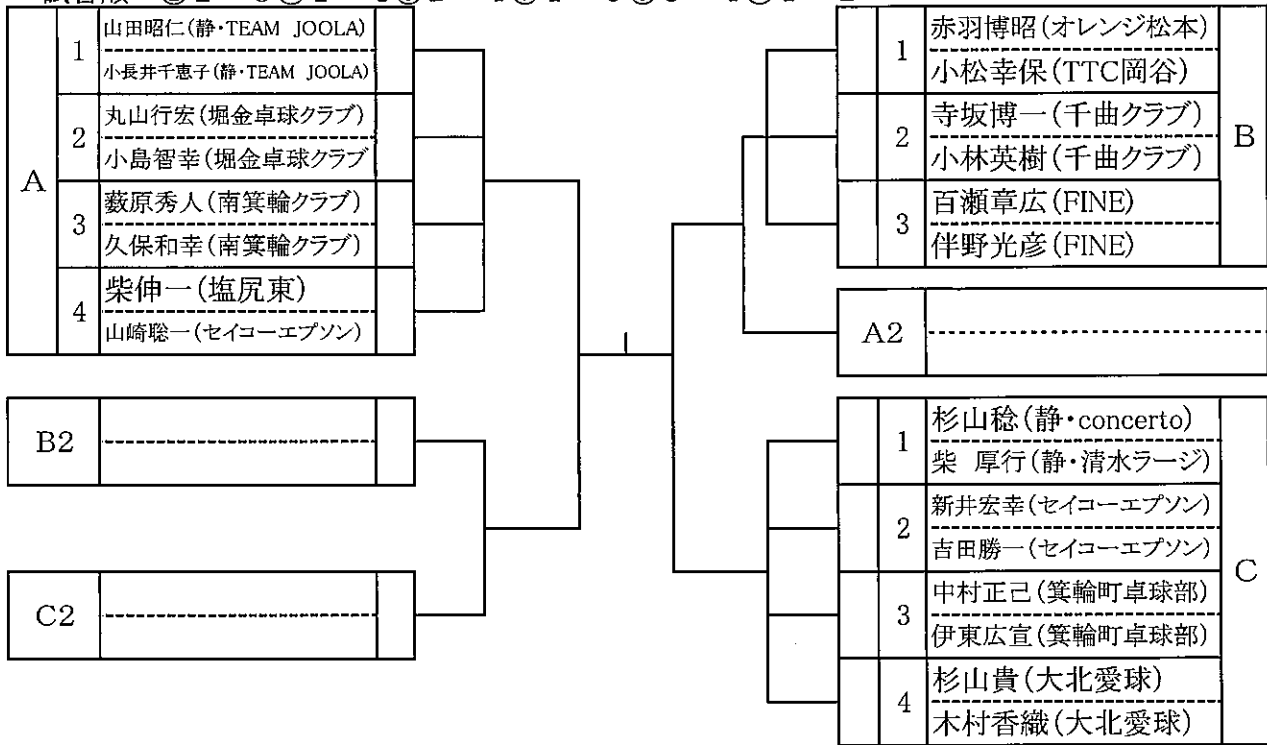 A
1
山田昭仁(静・TEAM JOOLA)
小長井千恵子(静・TEAM JOOLA)
2
丸山行宏(堀金卓球クラブ)
小島智幸(堀金卓球クラブ
3
薮原秀人(南箕輪クラブ)
久保和幸(南箕輪クラブ)
4
柴伸一(塩尻東)
山崎聡一(セイコーエプソン)
B2
C2
1
赤羽博昭(オレンジ松本)
小松幸保(TTC岡谷)
2
寺坂博一(千曲クラブ)
小林英樹(千曲クラブ)
3
百瀬章広(FINE)
伴野光彦(FINE)
B
A2
1
杉山稔(静・concerto)
柴 厚行(静・清水ラージ)
2
新井宏幸(セイコーエプソン)
吉田勝一(セイコーエプソン)
3
中村正己(箕輪町卓球部)
伊東広宣(箕輪町卓球部)
4
杉山貴(大北愛球)
木村香織(大北愛球)
C